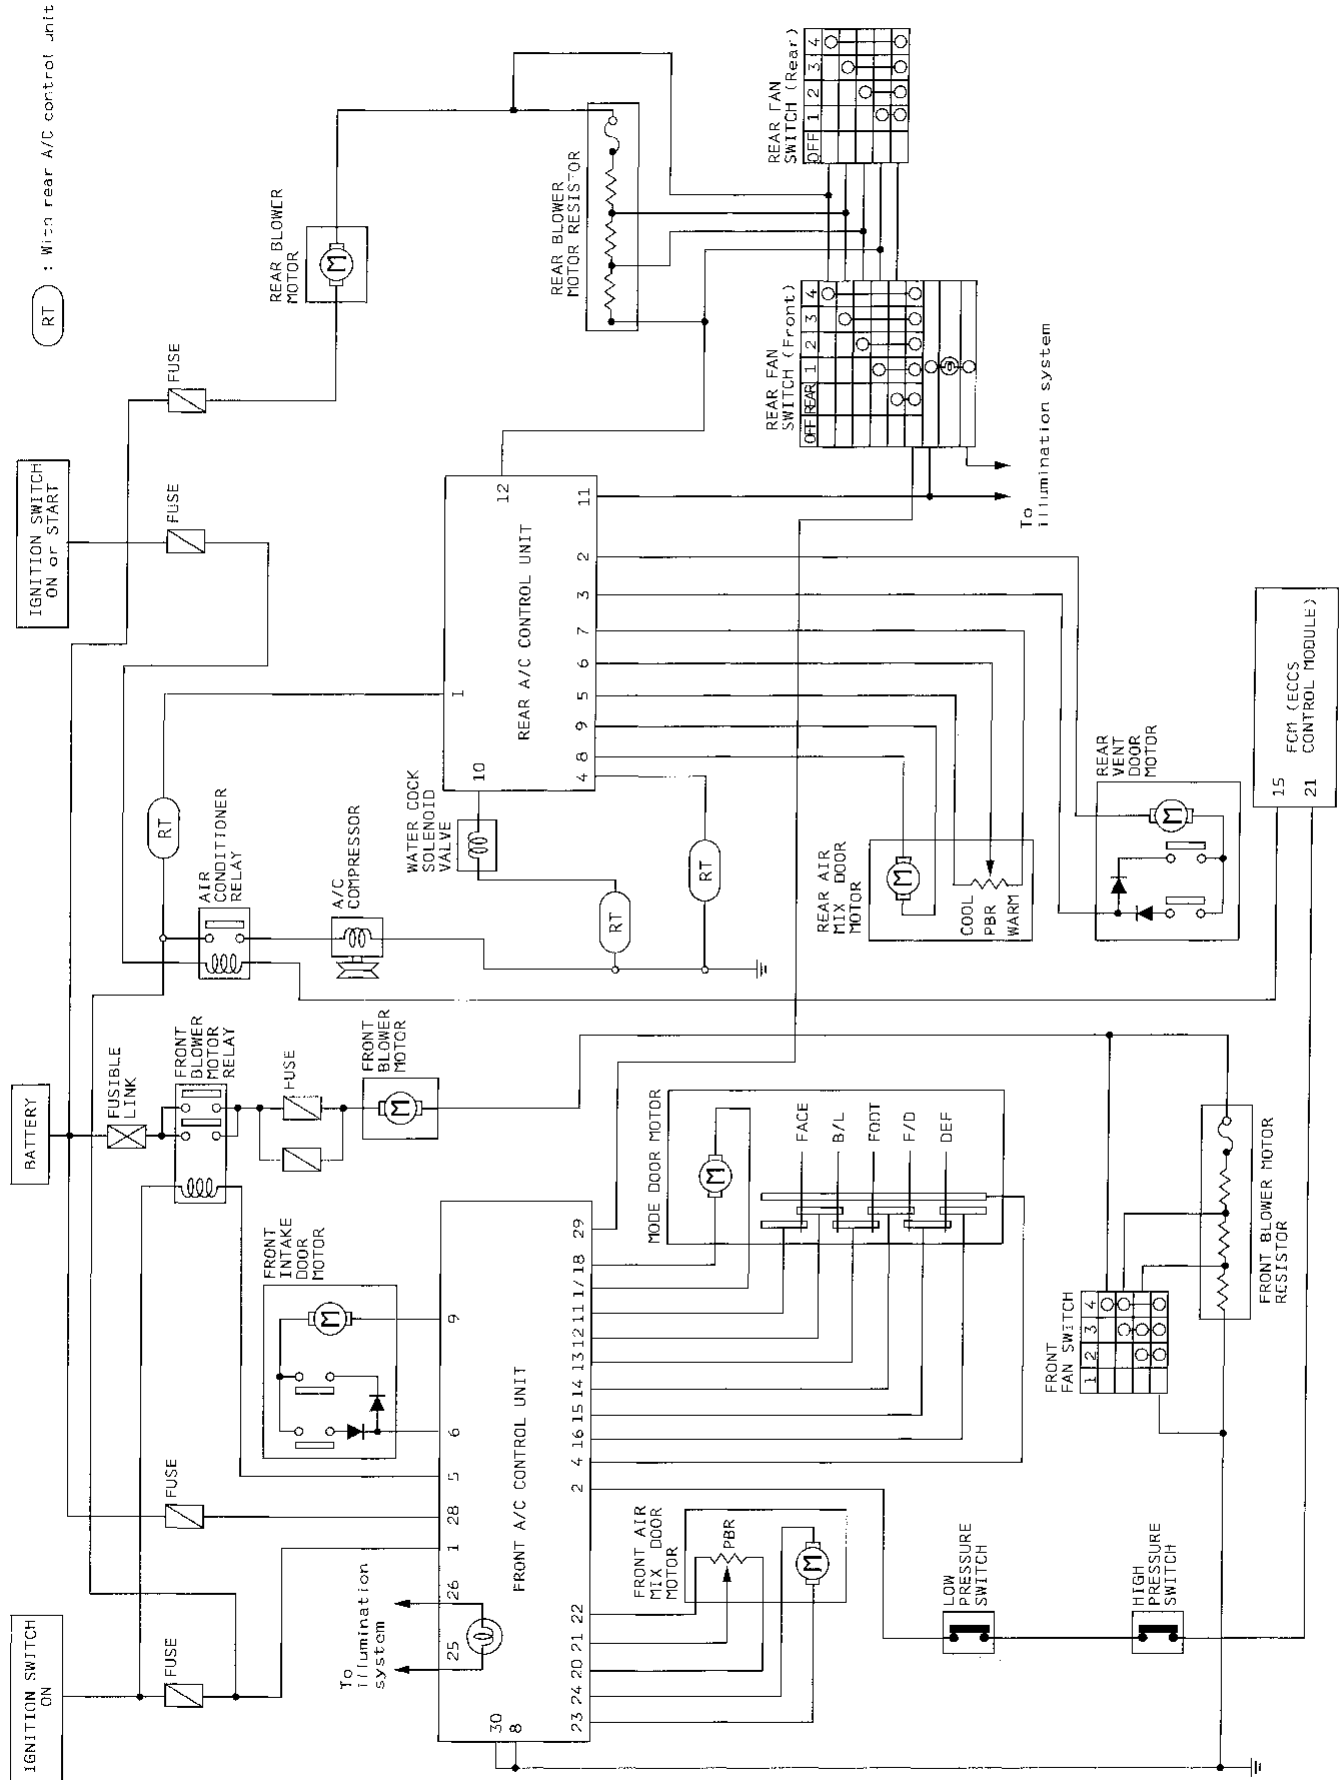 RT : With rear A/C control unit
IGNITION SWITCH
ON or START
FUSE
FUSE
REAR BLOWER
MOTOR
REAR BLOWER
MOTOR RESISTOR
REAR FAN
SWITCH (Rear)
OFF 1 2 3 4
REAR FAN
SWITCH (Front)
OFF REAR 1 2 3 4
To
illumination system
12
11
2
3
7
6
5
9
8
4
1
10
REAR A/C CONTROL UNIT
WATER COCK
SOLENOID
VALVE
RT
RT
RT
AIR
CONDITIONER
RELAY
A/C
COMPRESSOR
REAR AIR
MIX DOOR
MOTOR
M
M
COOL
PBR
WARM
REAR
VENT
DOOR
MOTOR
M
15
21
ECM (ECCS
CONTROL MODULE)
BATTERY
FUSIBLE
LINK
FRONT
BLOWER
MOTOR
RELAY
FUSE
FRONT
BLOWER
MOTOR
M
MODE DOOR MOTOR
M
FACE
B/L
FOOT
F/D
DEF
FRONT
INTAKE
DOOR
MOTOR
M
FRONT
FAN SWITCH
1 2 3 4
FRONT BLOWER MOTOR
RESISTOR
IGNITION SWITCH
ON
FUSE
FUSE
To
illumination
system
FRONT A/C CONTROL UNIT
9
6
5
28
1
26
25
30
8
29
18
1/
11
12
13
14
15
16
4
2
22
21
20
24
23
FRONT AIR
MIX DOOR
MOTOR
PBR
M
LOW
PRESSURE
SWITCH
HIGH
PRESSURE
SWITCH